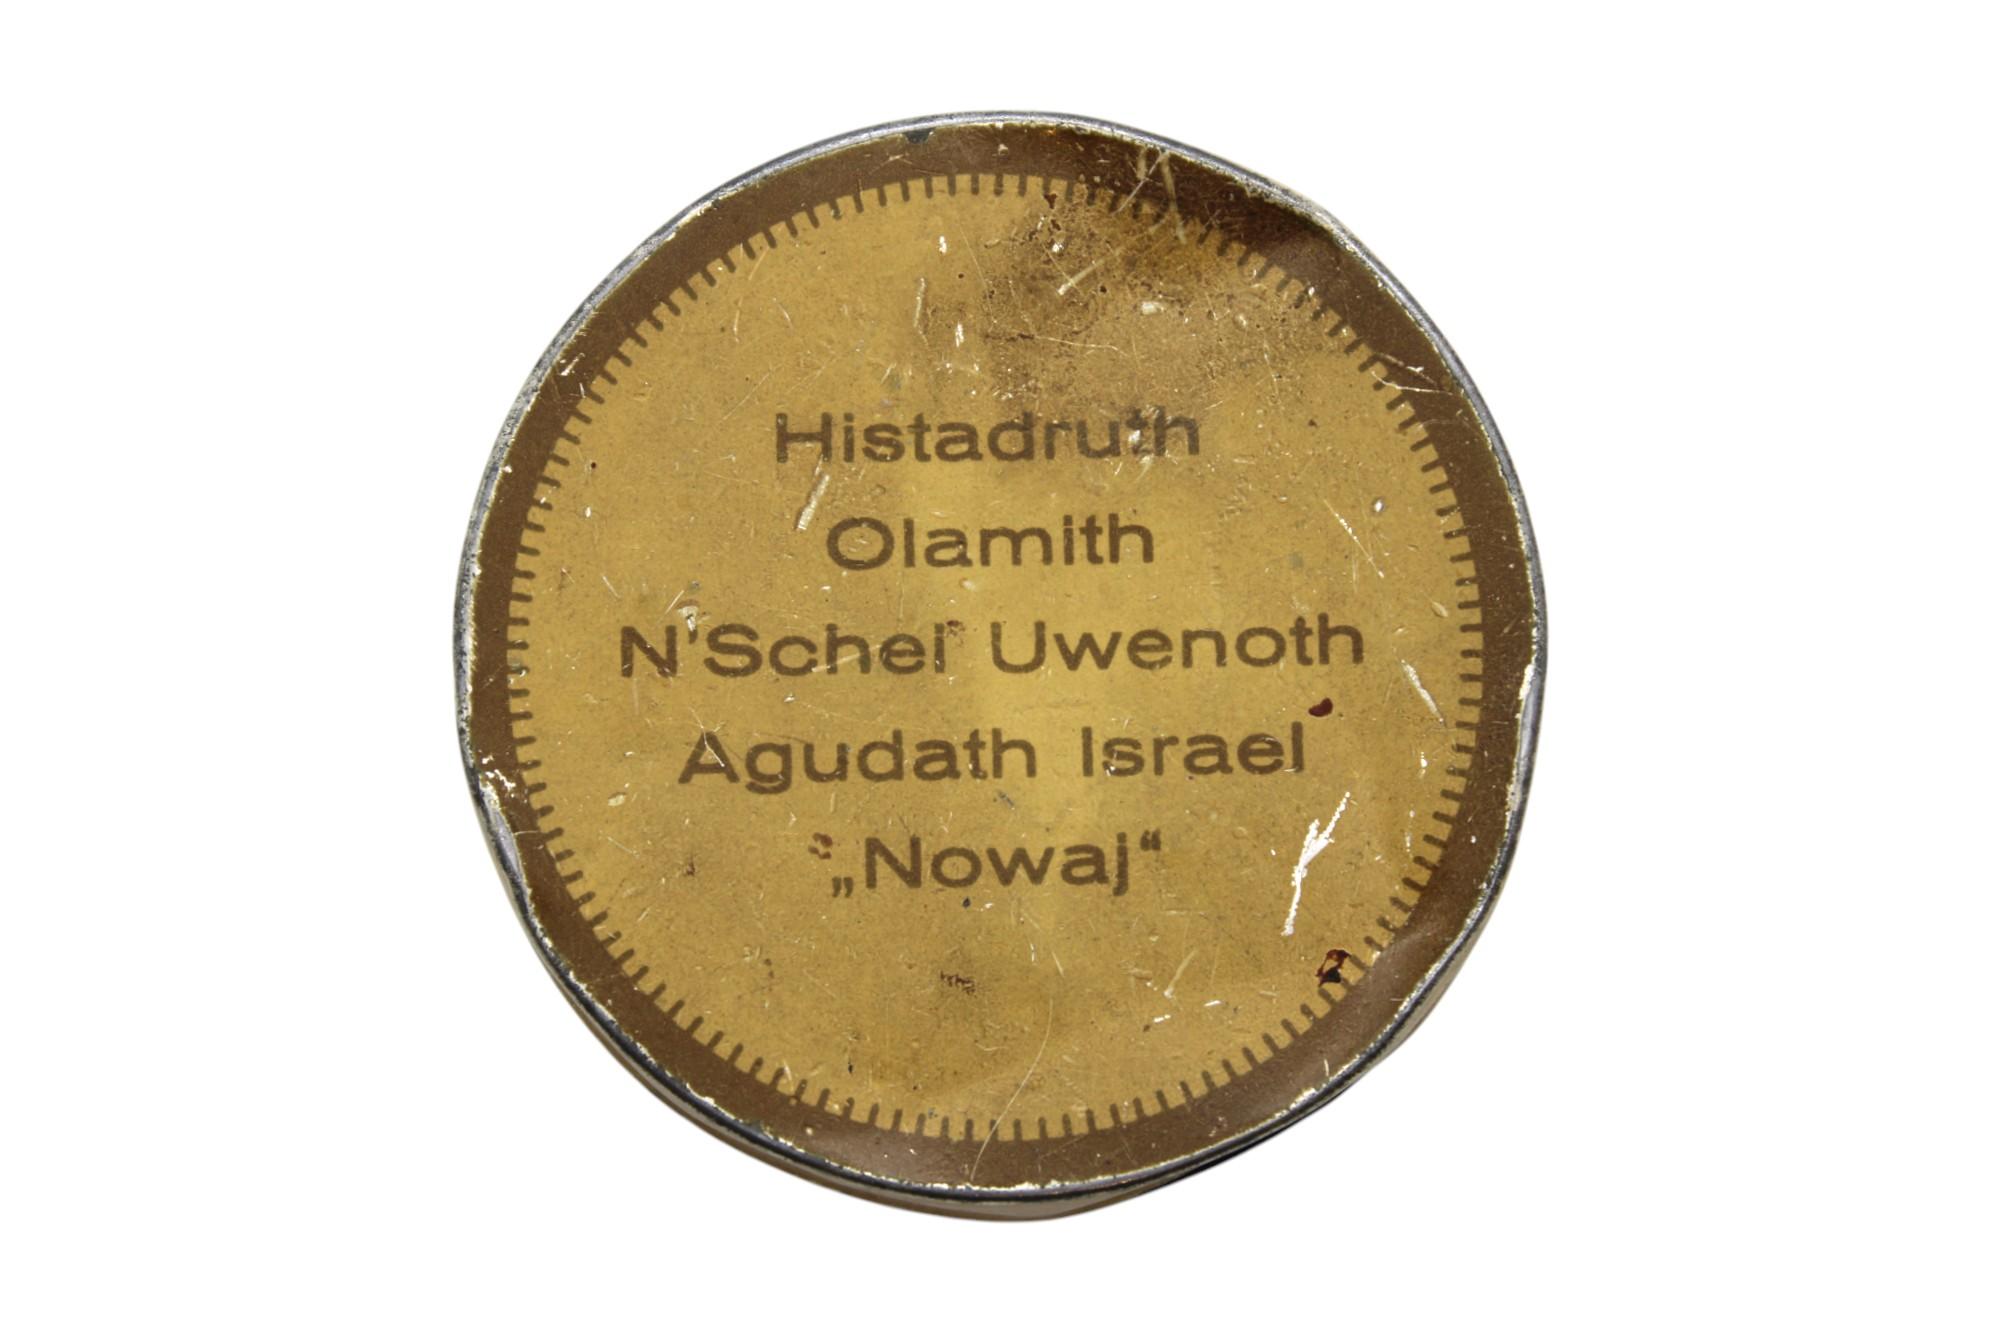 Histadruth
Olamith
N'Schei Uwenoth
Agudath Israel
„Nowaj“